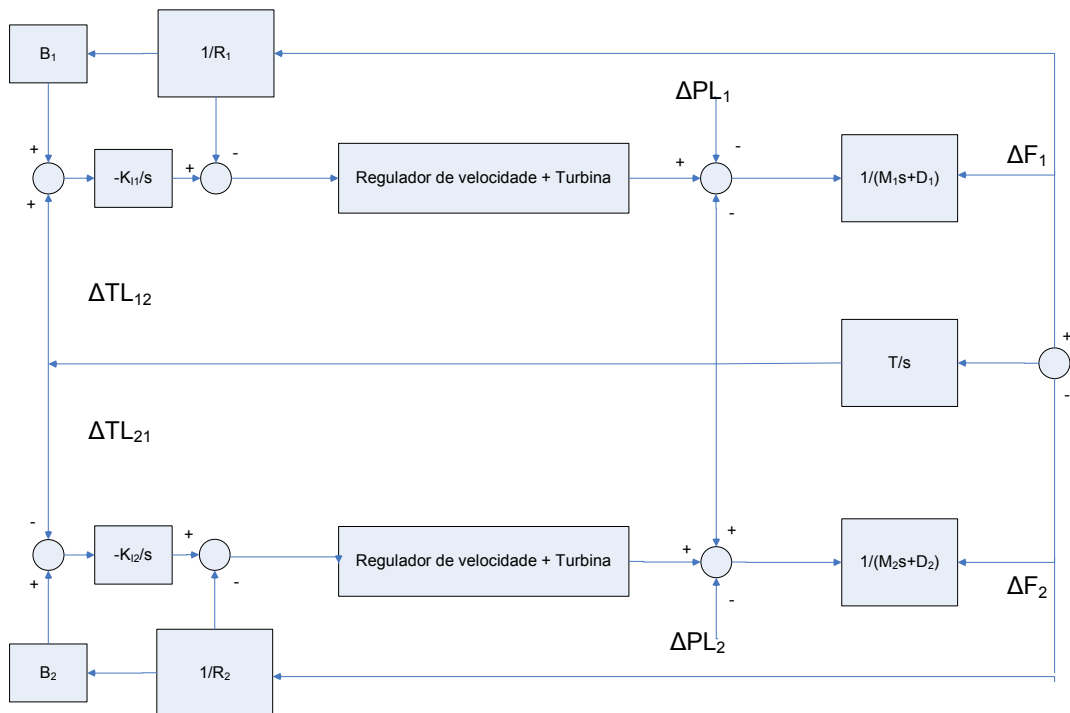 B₁
1/R₁
ΔPL₁
+
-
-
+
-K_I1/s
+
+
Regulador de velocidade + Turbina
+
-
1/(M₁s+D₁)
ΔF₁
ΔTL₁₂
T/s
+
-
ΔTL₂₁
-
+
-K_I2/s
+
-
Regulador de velocidade + Turbina
+
+
-
1/(M₂s+D₂)
ΔF₂
ΔPL₂
B₂
1/R₂